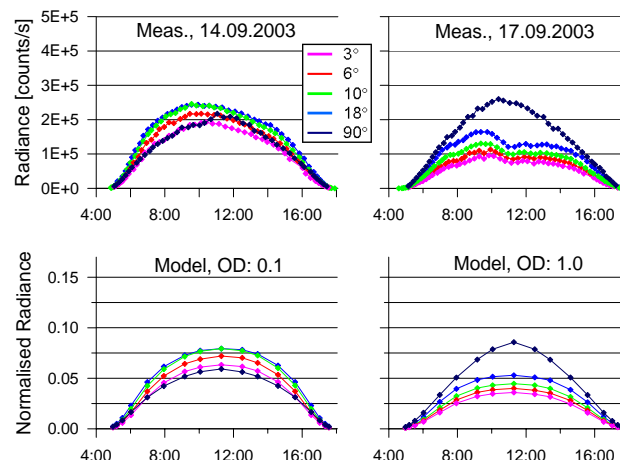 Meas., 14.09.2003
Meas., 17.09.2003
Radiance [counts/s]
5E+5
4E+5
3E+5
2E+5
1E+5
0E+0
3°
6°
10°
18°
90°
4:00 8:00 12:00 16:00
4:00 8:00 12:00 16:00
Model, OD: 0.1
Model, OD: 1.0
Normalised Radiance
0.15
0.10
0.05
0.00
4:00 8:00 12:00 16:00
4:00 8:00 12:00 16:00